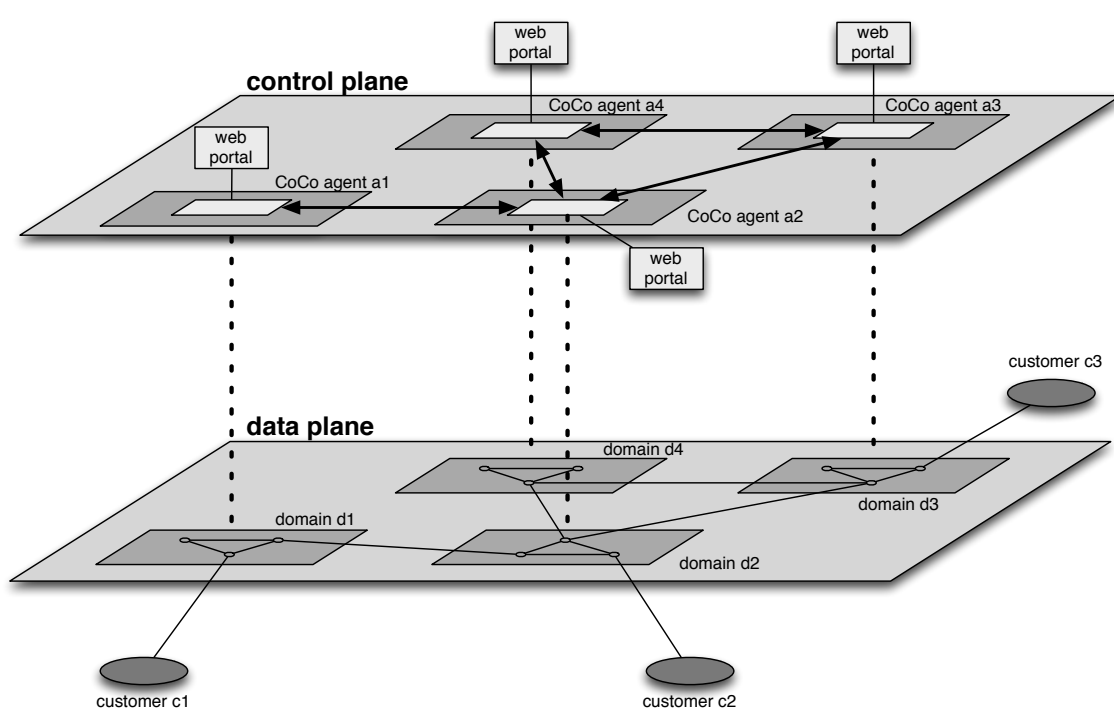 web
portal
web
portal
control plane
CoCo agent a4
CoCo agent a3
web
portal
CoCo agent a1
CoCo agent a2
web
portal
customer c3
data plane
domain d4
domain d3
domain d1
domain d2
customer c1
customer c2